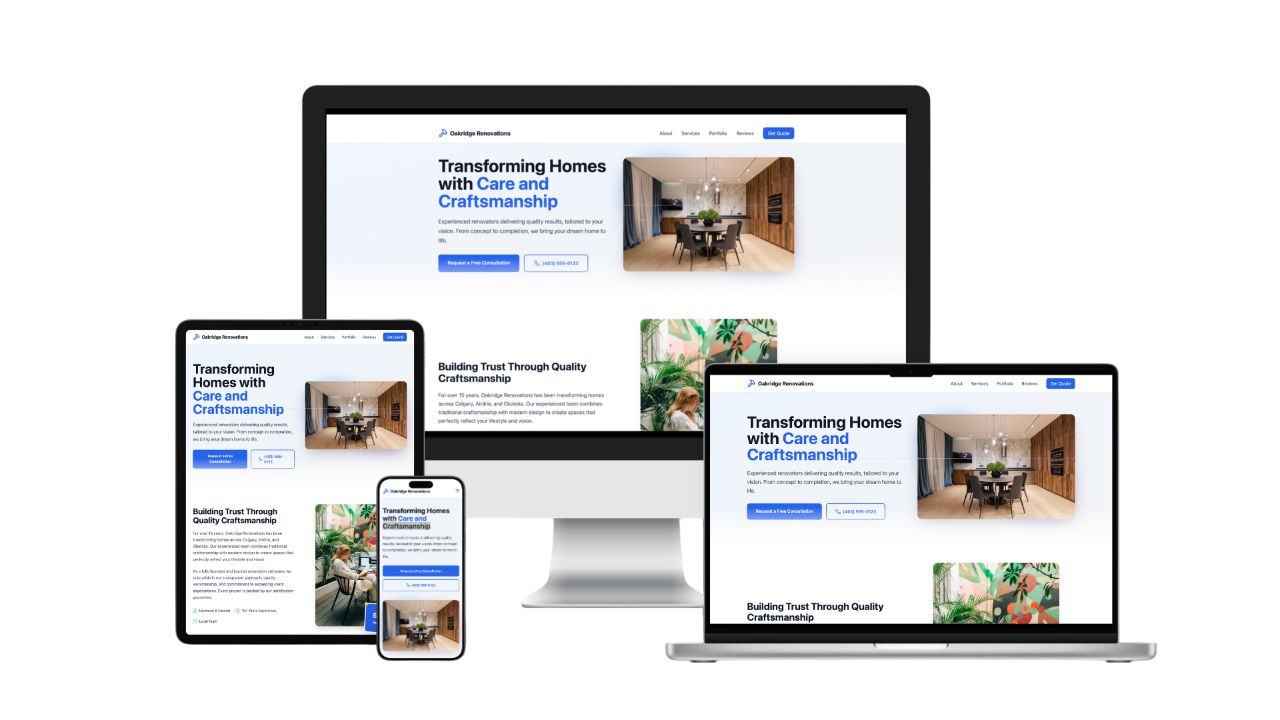 Oakridge Renovations
About Services Portfolio Reviews Get Quote
Transforming Homes
with Care and
Craftsmanship
Experienced renovators delivering quality results, tailored to your
vision. From concept to completion, we bring your dream home to
life.
Request a Free Consultation (403) 555-0123
Building Trust Through Quality
Craftsmanship
For over 15 years, Oakridge Renovations has been transforming homes
across Calgary, Airdrie, and Okotoks. Our experienced team combines
traditional craftsmanship with modern design to create spaces that
perfectly reflect your lifestyle and vision.
Oakridge Renovations
About Services Portfolio Reviews Get Quote
Transforming
Homes with
Care and
Craftsmanship
Experienced renovators delivering quality results,
tailored to your vision. From concept to completion,
we bring your dream home to life.
Request a Free
Consultation
(403) 555-
0123
Building Trust Through
Quality Craftsmanship
For over 15 years, Oakridge Renovations has been
transforming homes across Calgary, Airdrie, and
Okotoks. Our experienced team combines traditional
craftsmanship with modern design to create spaces that
perfectly reflect your lifestyle and vision.
As a fully licensed and insured renovation company, we
take pride in our transparent approach, quality
workmanship, and commitment to exceeding client
expectations. Every project is backed by our satisfaction
guarantee.
Licensed & Insured 15+ Years Experience
Local Team
Oakridge Renovations
Transforming Homes
with Care and
Craftsmanship
Experienced renovators delivering quality
results, tailored to your vision. From concept
to completion, we bring your dream home to
life.
Request a Free Consultation
(403) 555-0123
Oakridge Renovations
About Services Portfolio Reviews Get Quote
Transforming Homes
with Care and
Craftsmanship
Experienced renovators delivering quality results, tailored to your
vision. From concept to completion, we bring your dream home to
life.
Request a Free Consultation (403) 555-0123
Building Trust Through Quality
Craftsmanship